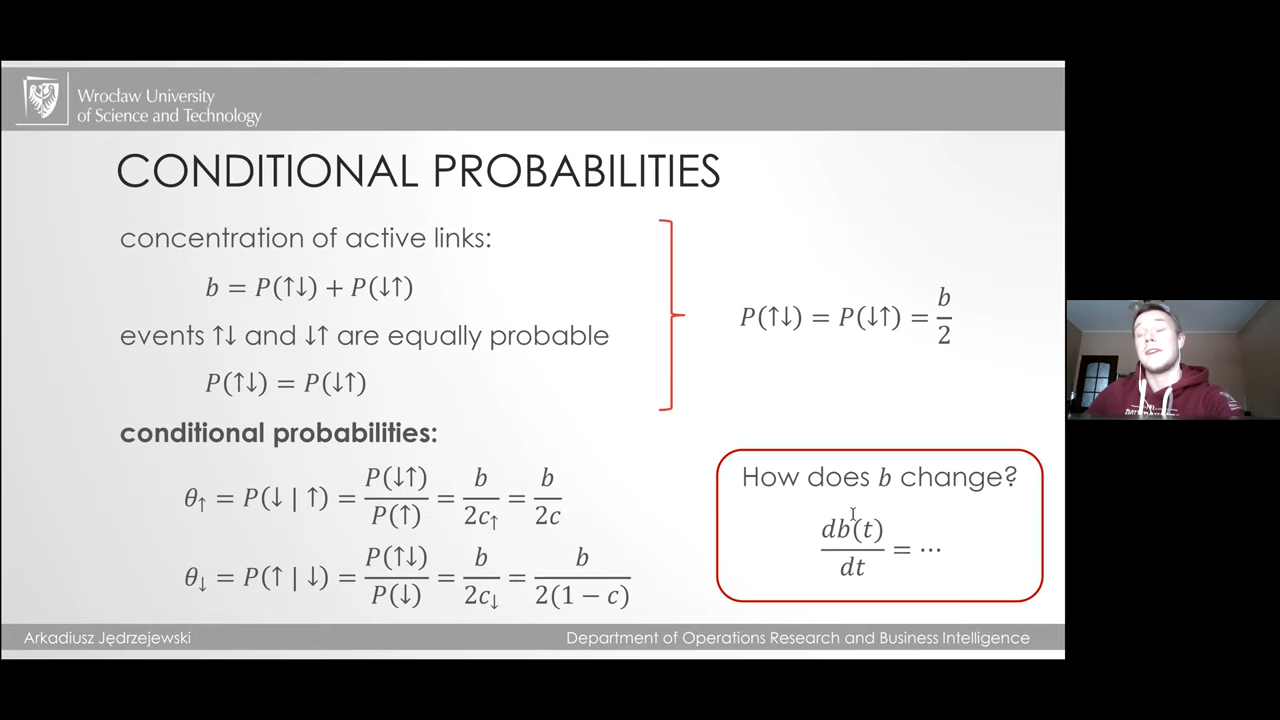 Wrocław University
of Science and Technology
CONDITIONAL PROBABILITIES
concentration of active links:
b = P(↑↓) + P(↓↑)
events ↑↓ and ↓↑ are equally probable
P(↑↓) = P(↓↑)
P(↑↓) = P(↓↑) = b/2
conditional probabilities:
θ↑ = P(↓ | ↑) = P(↓↑)/P(↑) = b/2c↑ = b/2c
θ↓ = P(↑ | ↓) = P(↑↓)/P(↓) = b/2c↓ = b/2(1 − c)
How does b change?
db(t)/dt = ⋯
Arkadiusz Jędrzejewski
Department of Operations Research and Business Intelligence